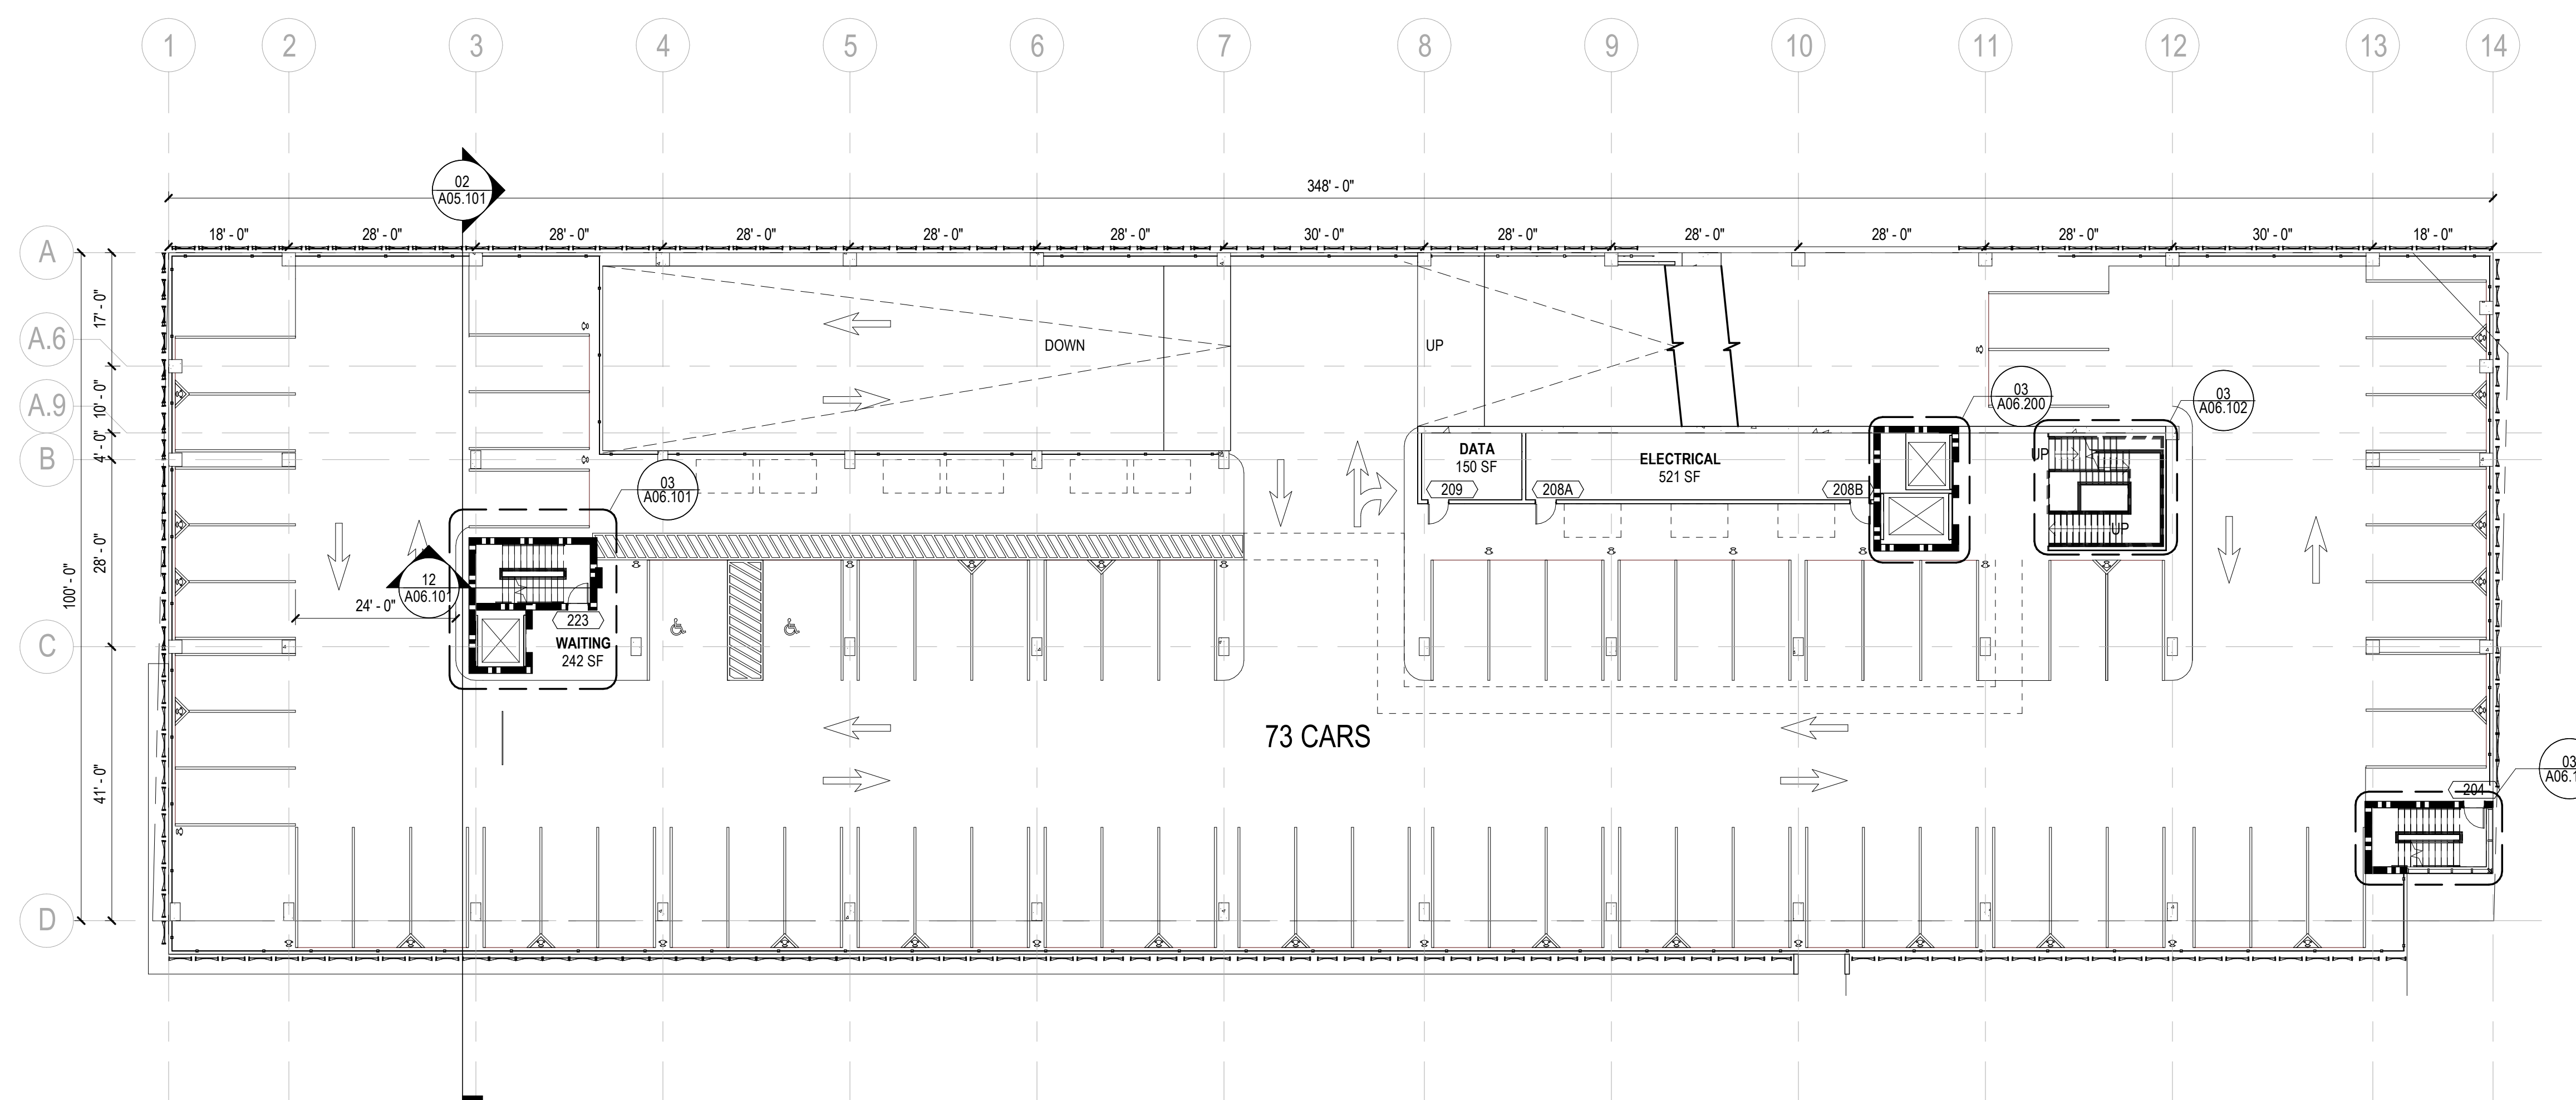 1 2 3 4 5 6 7 8 9 10 11 12 13 14
02
A05.101
348' - 0"
18' - 0" 28' - 0" 28' - 0" 28' - 0" 28' - 0" 28' - 0" 30' - 0" 28' - 0" 28' - 0" 28' - 0" 28' - 0" 30' - 0" 18' - 0"
A
17' - 0"
A.6
DOWN
UP
10' - 0"
A.9
03
A06.200
03
A06.102
4' - 0"
B
DATA
150 SF
ELECTRICAL
521 SF
UP
209
208A
208B
03
A06.101
UP
28' - 0"
100' - 0"
12
A06.101
24' - 0"
223
WAITING
242 SF
C
73 CARS
41' - 0"
03
204
D